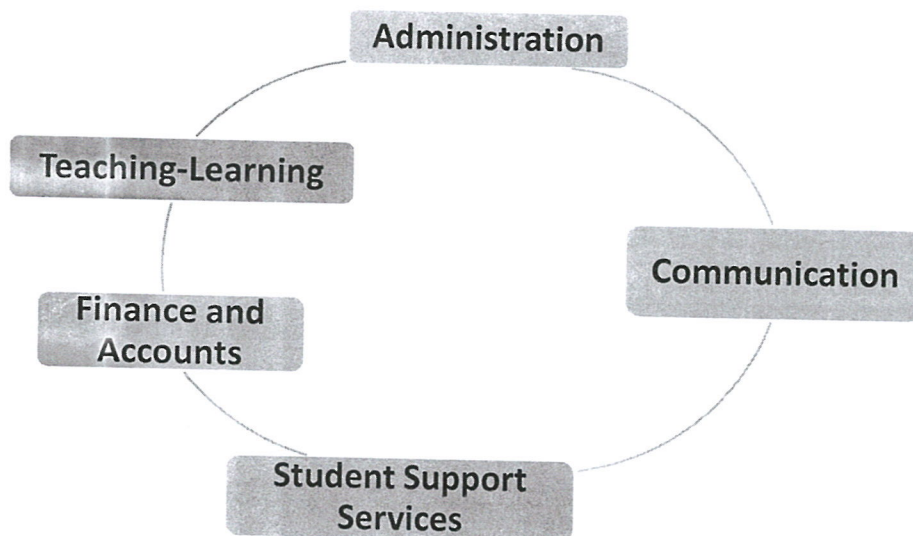 Administration
Teaching-Learning
Communication
Finance and
Accounts
Student Support
Services